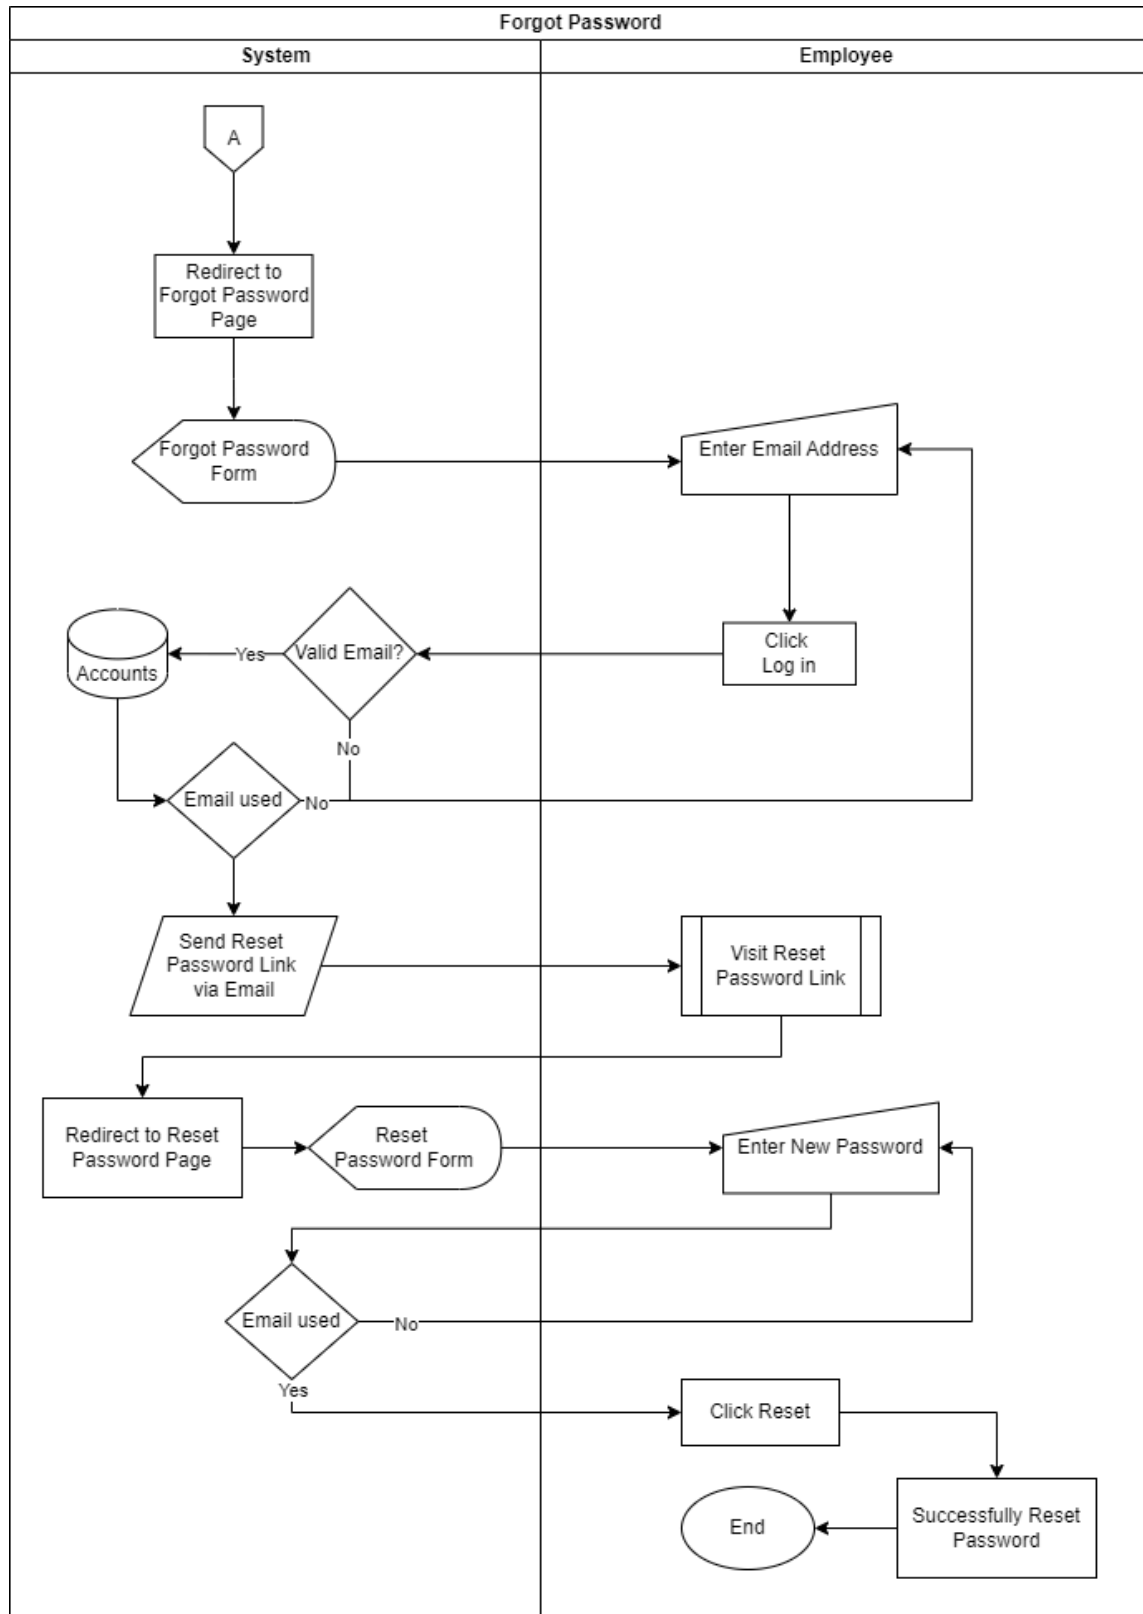 Forgot Password
System
Employee
A
Redirect to
Forgot Password
Page
Forgot Password
Form
Enter Email Address
Click
Log in
Valid Email?
Yes
Accounts
No
Email used
No
Send Reset
Password Link
via Email
Visit Reset
Password Link
Redirect to Reset
Password Page
Reset
Password Form
Enter New Password
Email used
No
Yes
Click Reset
Successfully Reset
Password
End